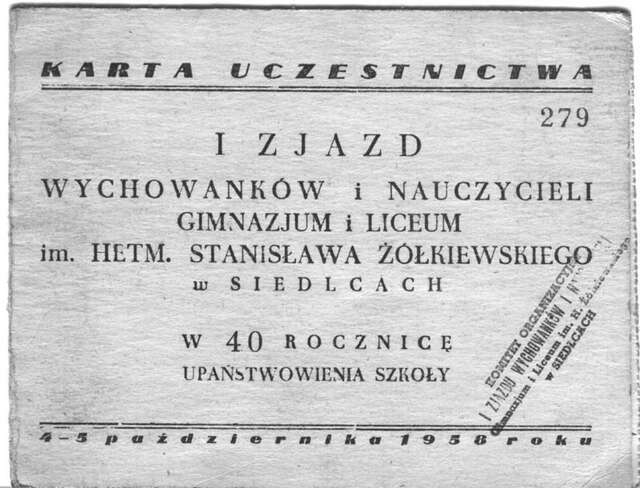 KARTA UCZESTNICTWA
279
I ZJAZD
WYCHOWANKÓW i NAUCZYCIELI
GIMNAZJUM i LICEUM
im. HETM. STANISŁAWA ŻÓŁKIEWSKIEGO
w SIEDLCACH
W 40 ROCZNICĘ
UPAŃSTWOWIENIA SZKOŁY
4-5 października 1958 roku
KOMITET ORGANIZACYJNY
I ZJAZDU WYCHOWANKÓW I
Gimnazjum i Liceum im. H. Żółkiewskiego
w SIEDLCACH